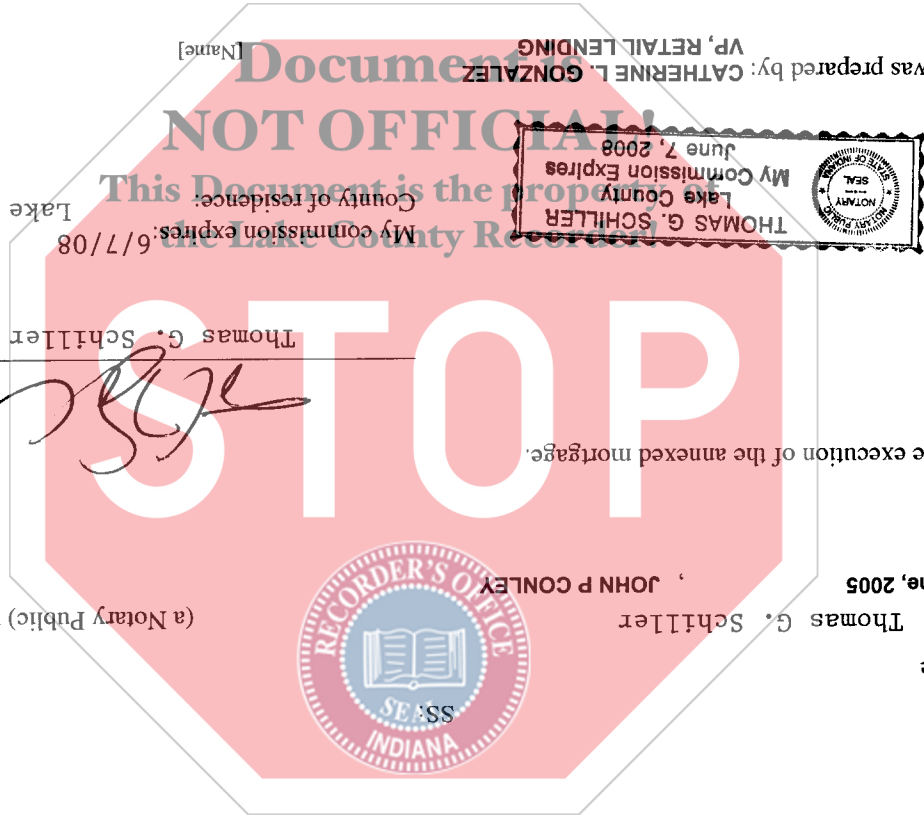 SS:
Thomas G. Schiller (a Notary Public)
ne, 2005 , JOHN P CONLEY
e execution of the annexed mortgage.
Thomas G. Schiller
My commission expires: 6/7/08
County of residence: Lake
THOMAS G. SCHILLER
Lake County
My Commission Expires
June 7, 2008
NOTARY PUBLIC
NOTARY
SEAL
STATE OF INDIANA
was prepared by: CATHERINE L. GONZALEZ
VP, RETAIL LENDING
[Name]
Document is
NOT OFFICIAL!
This Document is the property of
the Lake County Recorder!
STOP
RECORDER'S OFFICE
SEAL
INDIANA